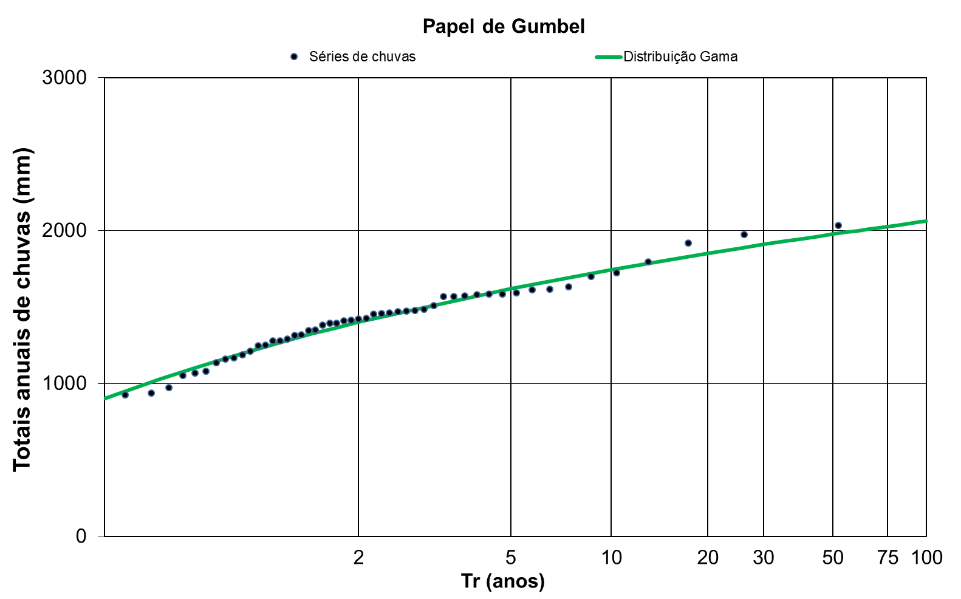 Papel de Gumbel
Séries de chuvas
Distribuição Gama
Totais anuais de chuvas (mm)
3000
2000
1000
0
2 5 10 20 30 50 75 100
Tr (anos)